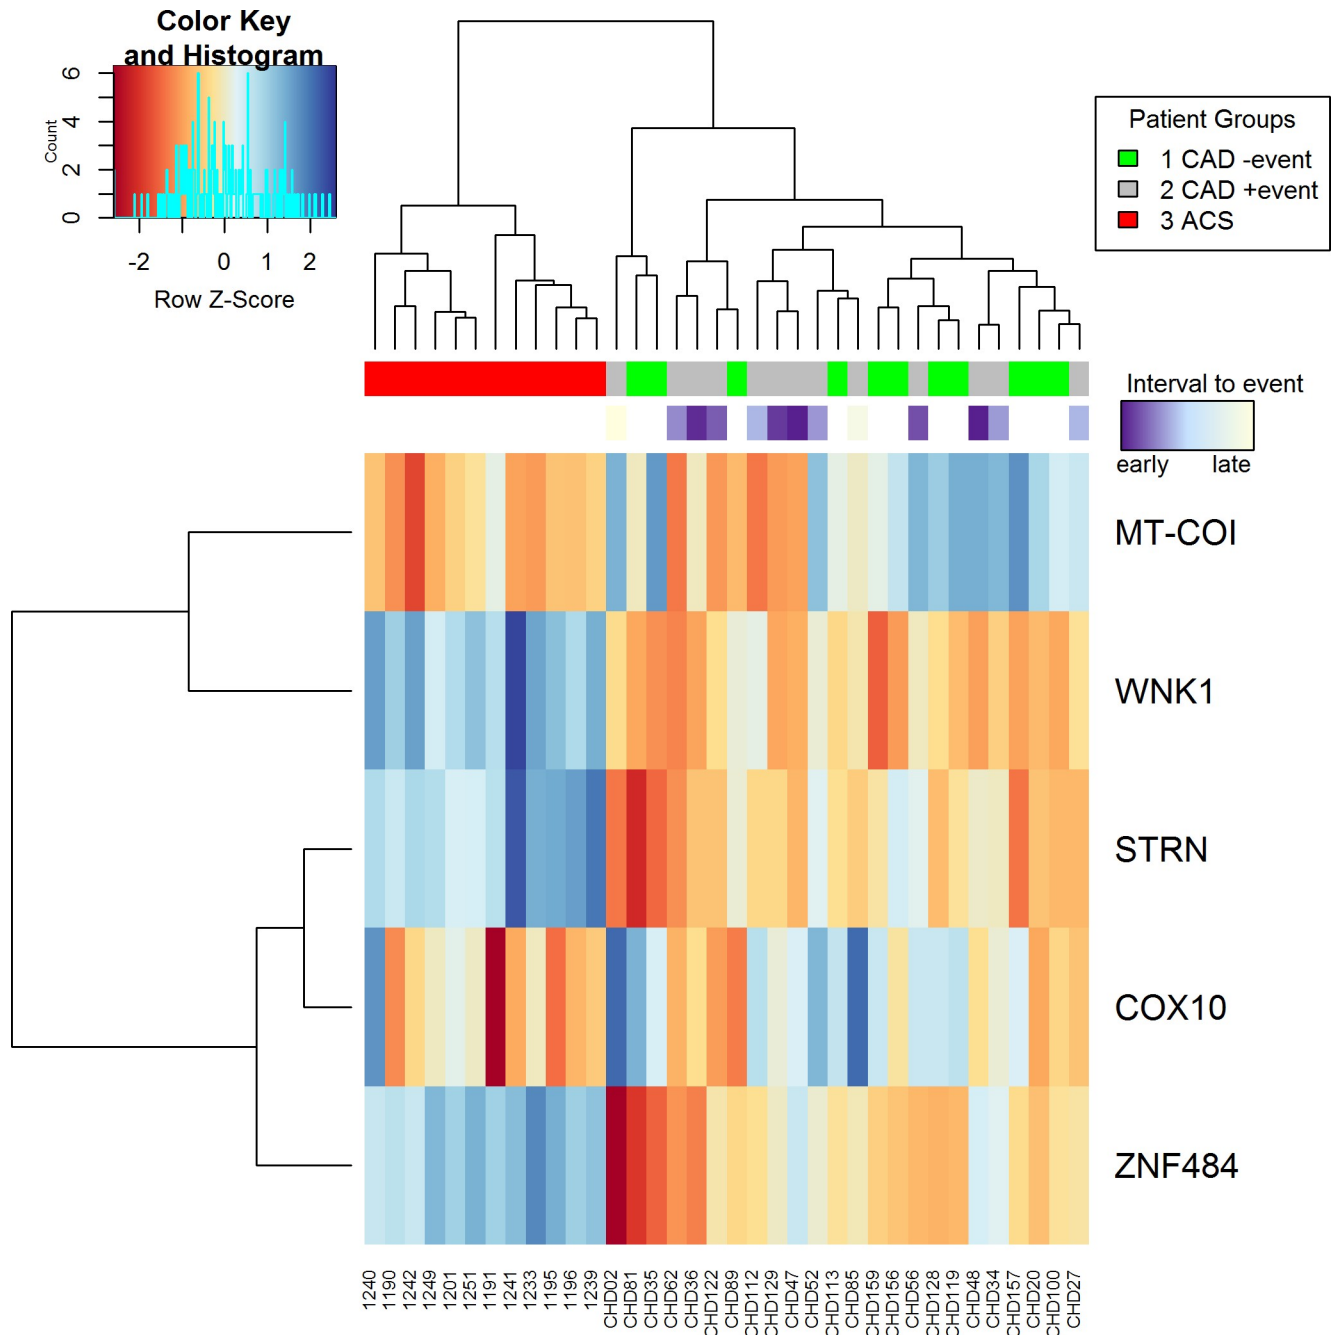 Color Key
and Histogram
Count
0
2
4
6
-2
0
1
2
Row Z-Score
Patient Groups
1 CAD -event
2 CAD +event
3 ACS
Interval to event
early
late
MT-COI
WNK1
STRN
COX10
ZNF484
1240
1190
1242
1249
1201
1251
1191
1241
1233
1195
1196
1239
CHD02
CHD81
CHD35
CHD62
CHD36
CHD122
CHD89
CHD112
CHD129
CHD47
CHD52
CHD113
CHD85
CHD159
CHD156
CHD56
CHD128
CHD119
CHD48
CHD34
CHD157
CHD20
CHD100
CHD27